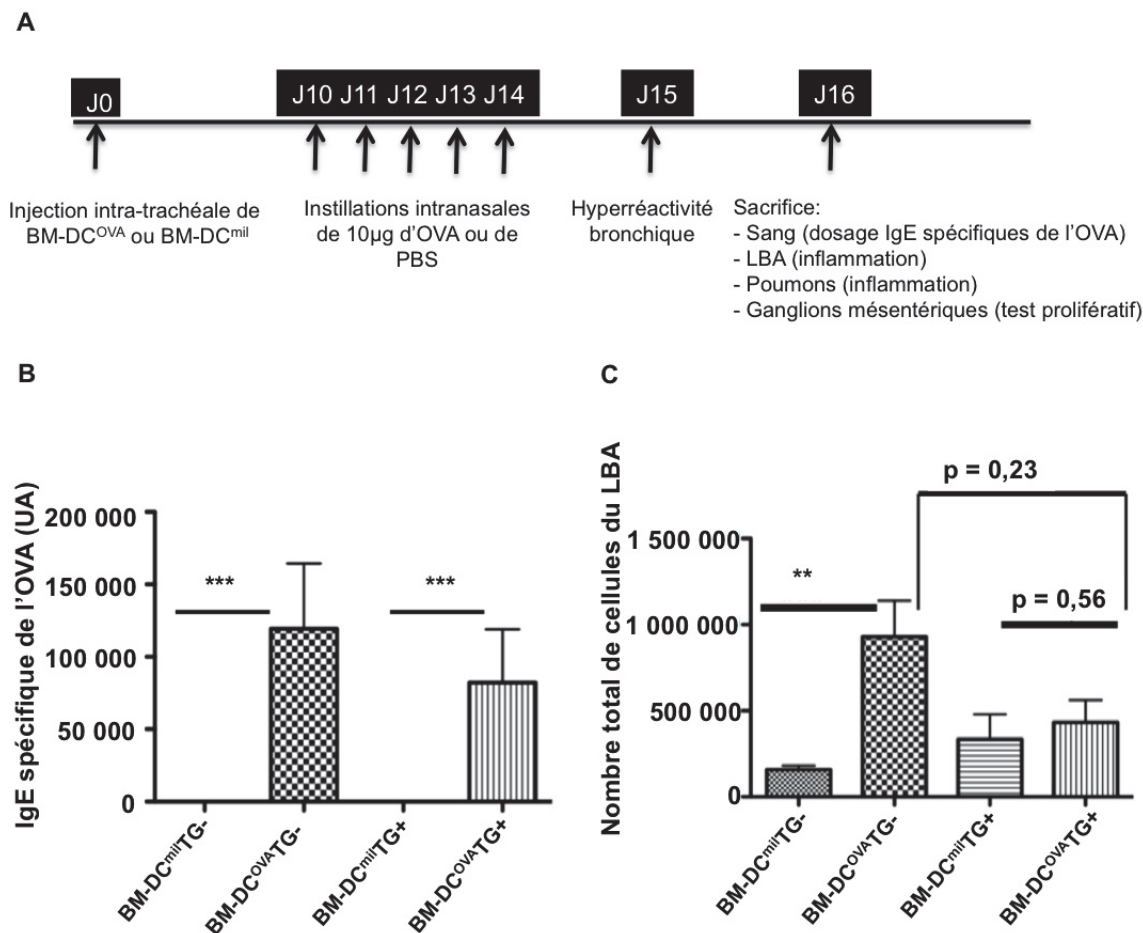 A
J0
J10 J11 J12 J13 J14
J15
J16
Injection intra-trachéale de
BM-DCOVA ou BM-DCmil
Instillations intranasales
de 10µg d'OVA ou de
PBS
Hyperréactivité
bronchique
Sacrifice:
- Sang (dosage IgE spécifiques de l'OVA)
- LBA (inflammation)
- Poumons (inflammation)
- Ganglions mésentériques (test prolifératif)
B
IgE spécifique de l'OVA (UA)
200 000
150 000
100 000
50 000
0
***
***
BM-DCmilTG-
BM-DCOVATG-
BM-DCmilTG+
BM-DCOVATG+
C
Nombre total de cellules du LBA
1 500 000
1 000 000
500 000
0
**
p = 0,23
p = 0,56
BM-DCmilTG-
BM-DCOVATG-
BM-DCmilTG+
BM-DCOVATG+